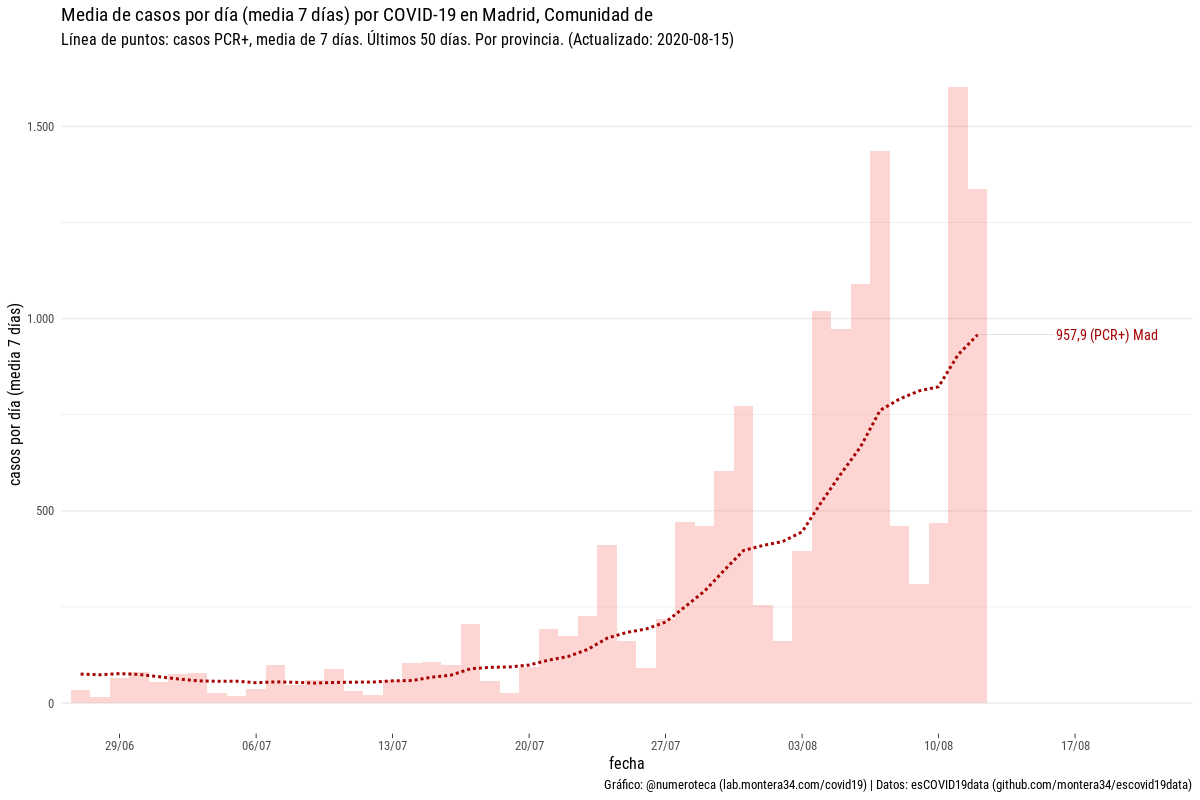 Media de casos por día (media 7 días) por COVID-19 en Madrid, Comunidad de
Línea de puntos: casos PCR+, media de 7 días. Últimos 50 días. Por provincia. (Actualizado: 2020-08-15)
casos por día (media 7 días)
1.500
1.000
500
0
957,9 (PCR+) Mad
29/06
06/07
13/07
20/07
27/07
03/08
10/08
17/08
fecha
Gráfico: @numeroteca (lab.montera34.com/covid19) | Datos: esCOVID19data (github.com/montera34/escovid19data)